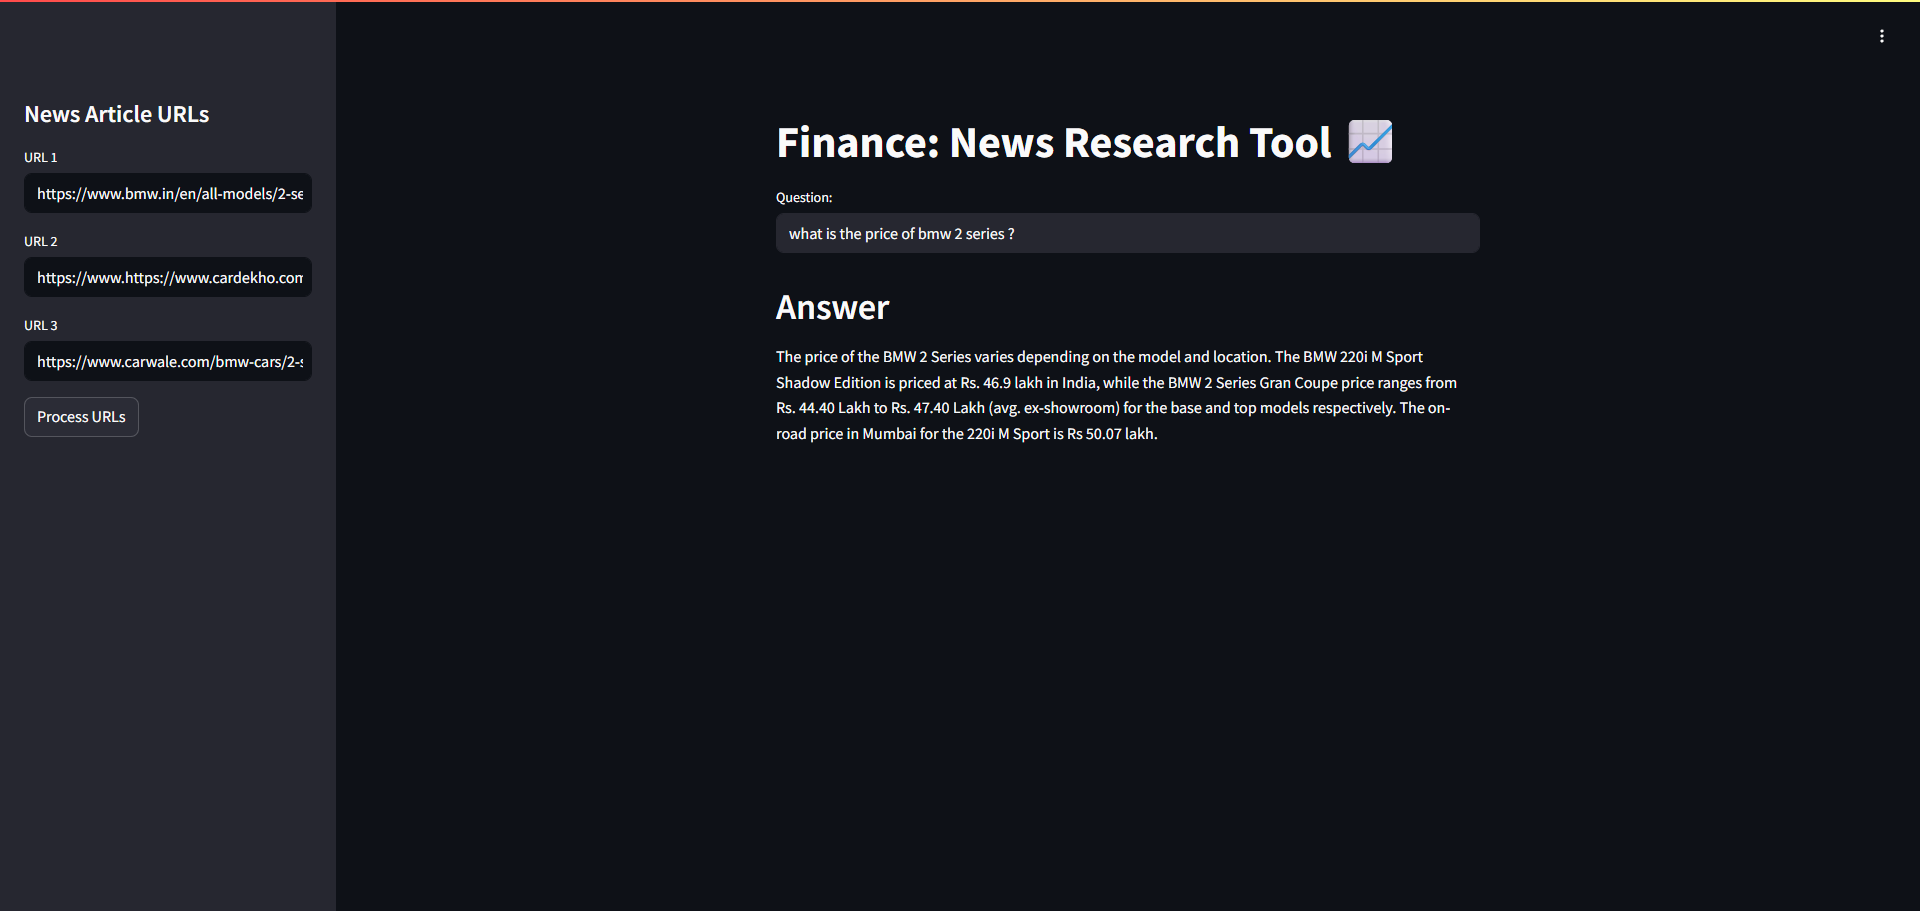 News Article URLs
URL 1
https://www.bmw.in/en/all-models/2-se
URL 2
https://www.https://www.cardekho.com
URL 3
https://www.carwale.com/bmw-cars/2-s
Process URLs
Finance: News Research Tool
Question:
what is the price of bmw 2 series ?
Answer
The price of the BMW 2 Series varies depending on the model and location. The BMW 220i M Sport
Shadow Edition is priced at Rs. 46.9 lakh in India, while the BMW 2 Series Gran Coupe price ranges from
Rs. 44.40 Lakh to Rs. 47.40 Lakh (avg. ex-showroom) for the base and top models respectively. The on-
road price in Mumbai for the 220i M Sport is Rs 50.07 lakh.